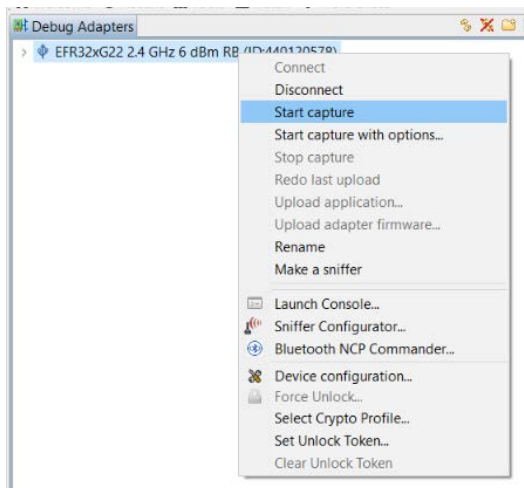 Debug Adapters
EFR32xG22 2.4 GHz 6 dBm RB (ID:440120578)
Connect
Disconnect
Start capture
Start capture with options...
Stop capture
Redo last upload
Upload application...
Upload adapter firmware...
Rename
Make a sniffer
Launch Console...
Sniffer Configurator...
Bluetooth NCP Commander...
Device configuration...
Force Unlock...
Select Crypto Profile...
Set Unlock Token...
Clear Unlock Token